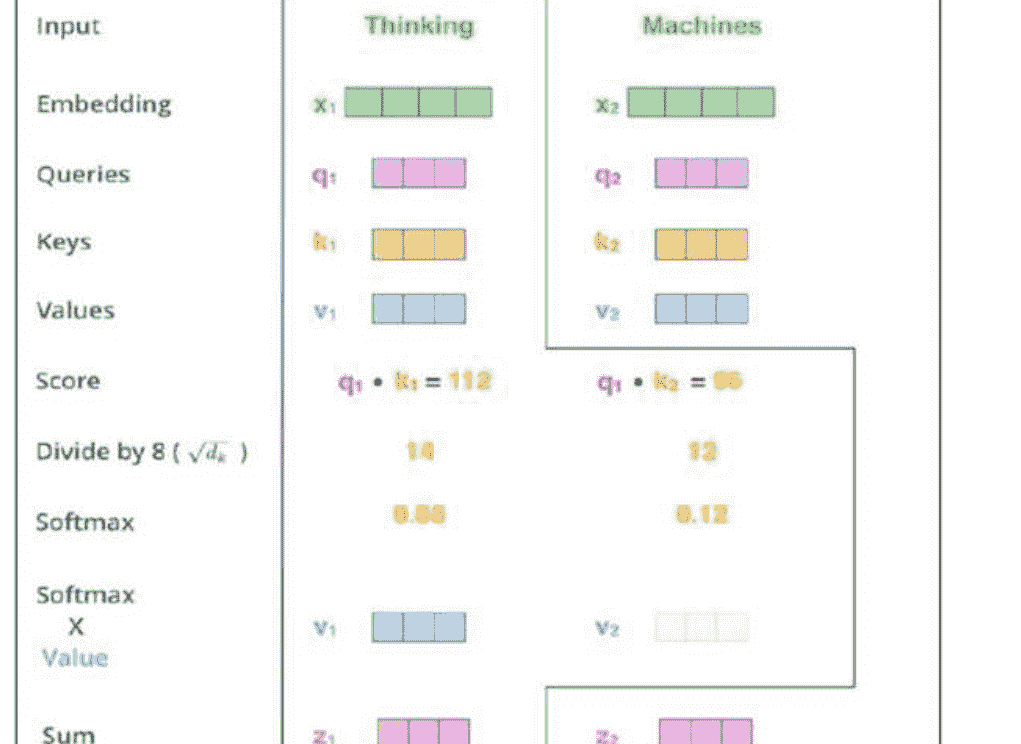 Input Thinking Machines
Embedding x₁ x₂
Queries q₁ q₂
Keys k₁ k₂
Values v₁ v₂
Score q₁ • k₁ = 112 q₁ • k₂ = 96
Divide by 8 ( √dₖ ) 14 12
Softmax 0.88 0.12
Softmax
X v₁ v₂
Value
Sum z₁ z₂